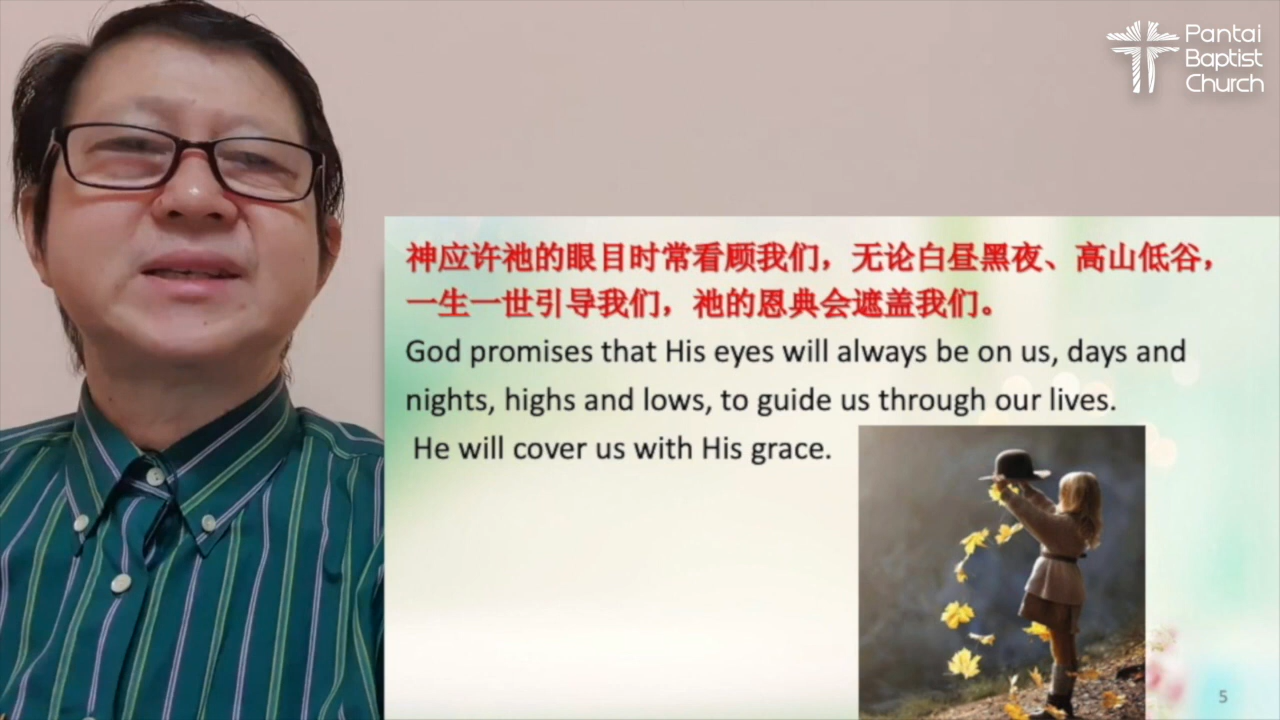 Pantai
Baptist
Church
神应许祂的眼目时常看顾我们，无论白昼黑夜、高山低谷，
一生一世引导我们，祂的恩典会遮盖我们。
God promises that His eyes will always be on us, days and
nights, highs and lows, to guide us through our lives.
He will cover us with His grace.
5